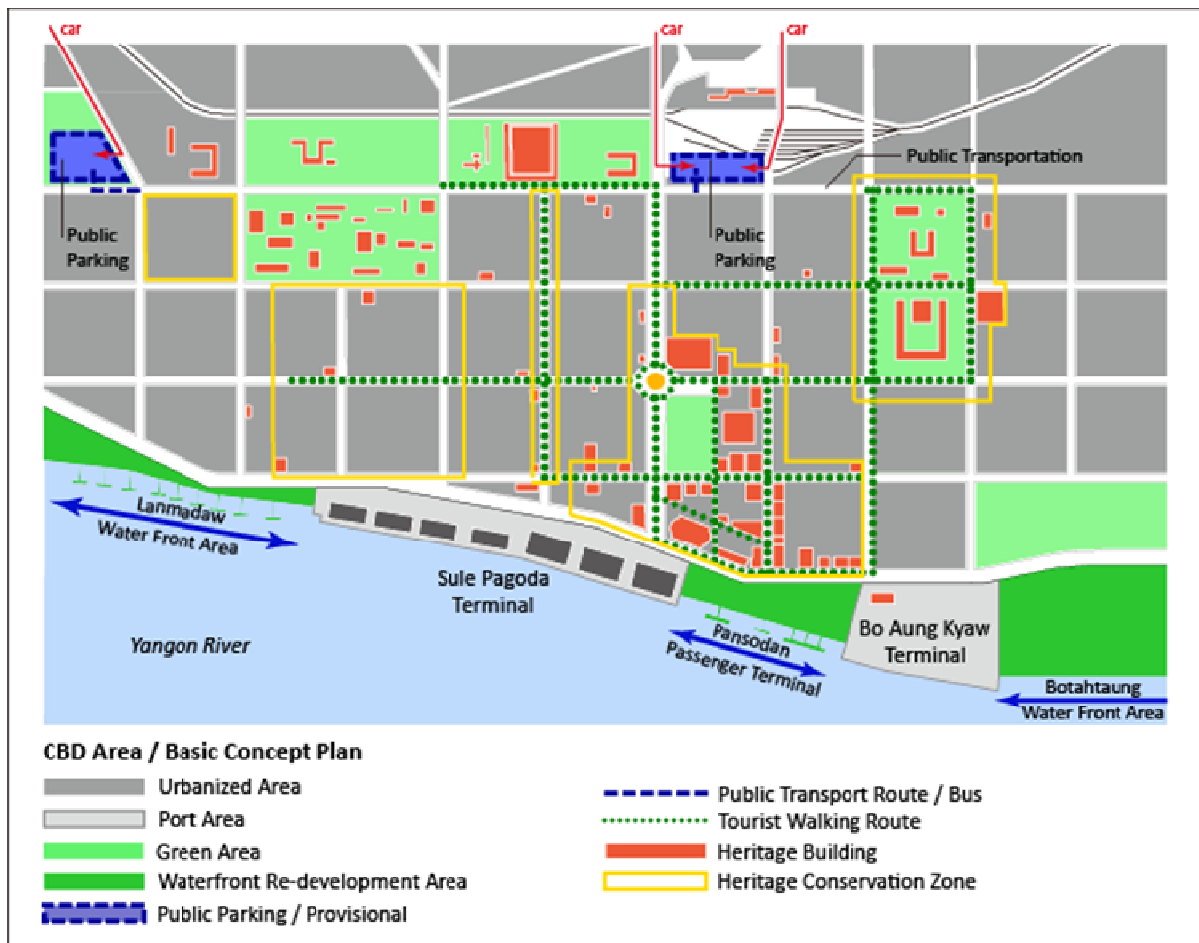 car
car
car
Public Transportation
Public
Parking
Public
Parking
Lanmadaw
Water Front Area
Sule Pagoda
Terminal
Yangon River
Pansodan
Passenger Terminal
Bo Aung Kyaw
Terminal
Botahtaung
Water Front Area
CBD Area / Basic Concept Plan
Urbanized Area
Port Area
Green Area
Waterfront Re-development Area
Public Parking / Provisional
Public Transport Route / Bus
Tourist Walking Route
Heritage Building
Heritage Conservation Zone